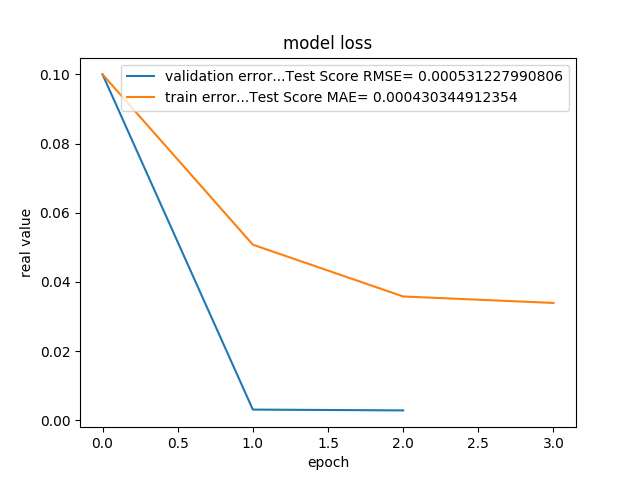 model loss
validation error...Test Score RMSE= 0.000531227990806
train error...Test Score MAE= 0.000430344912354
real value
0.10
0.08
0.06
0.04
0.02
0.00
0.0 0.5 1.0 1.5 2.0 2.5 3.0
epoch